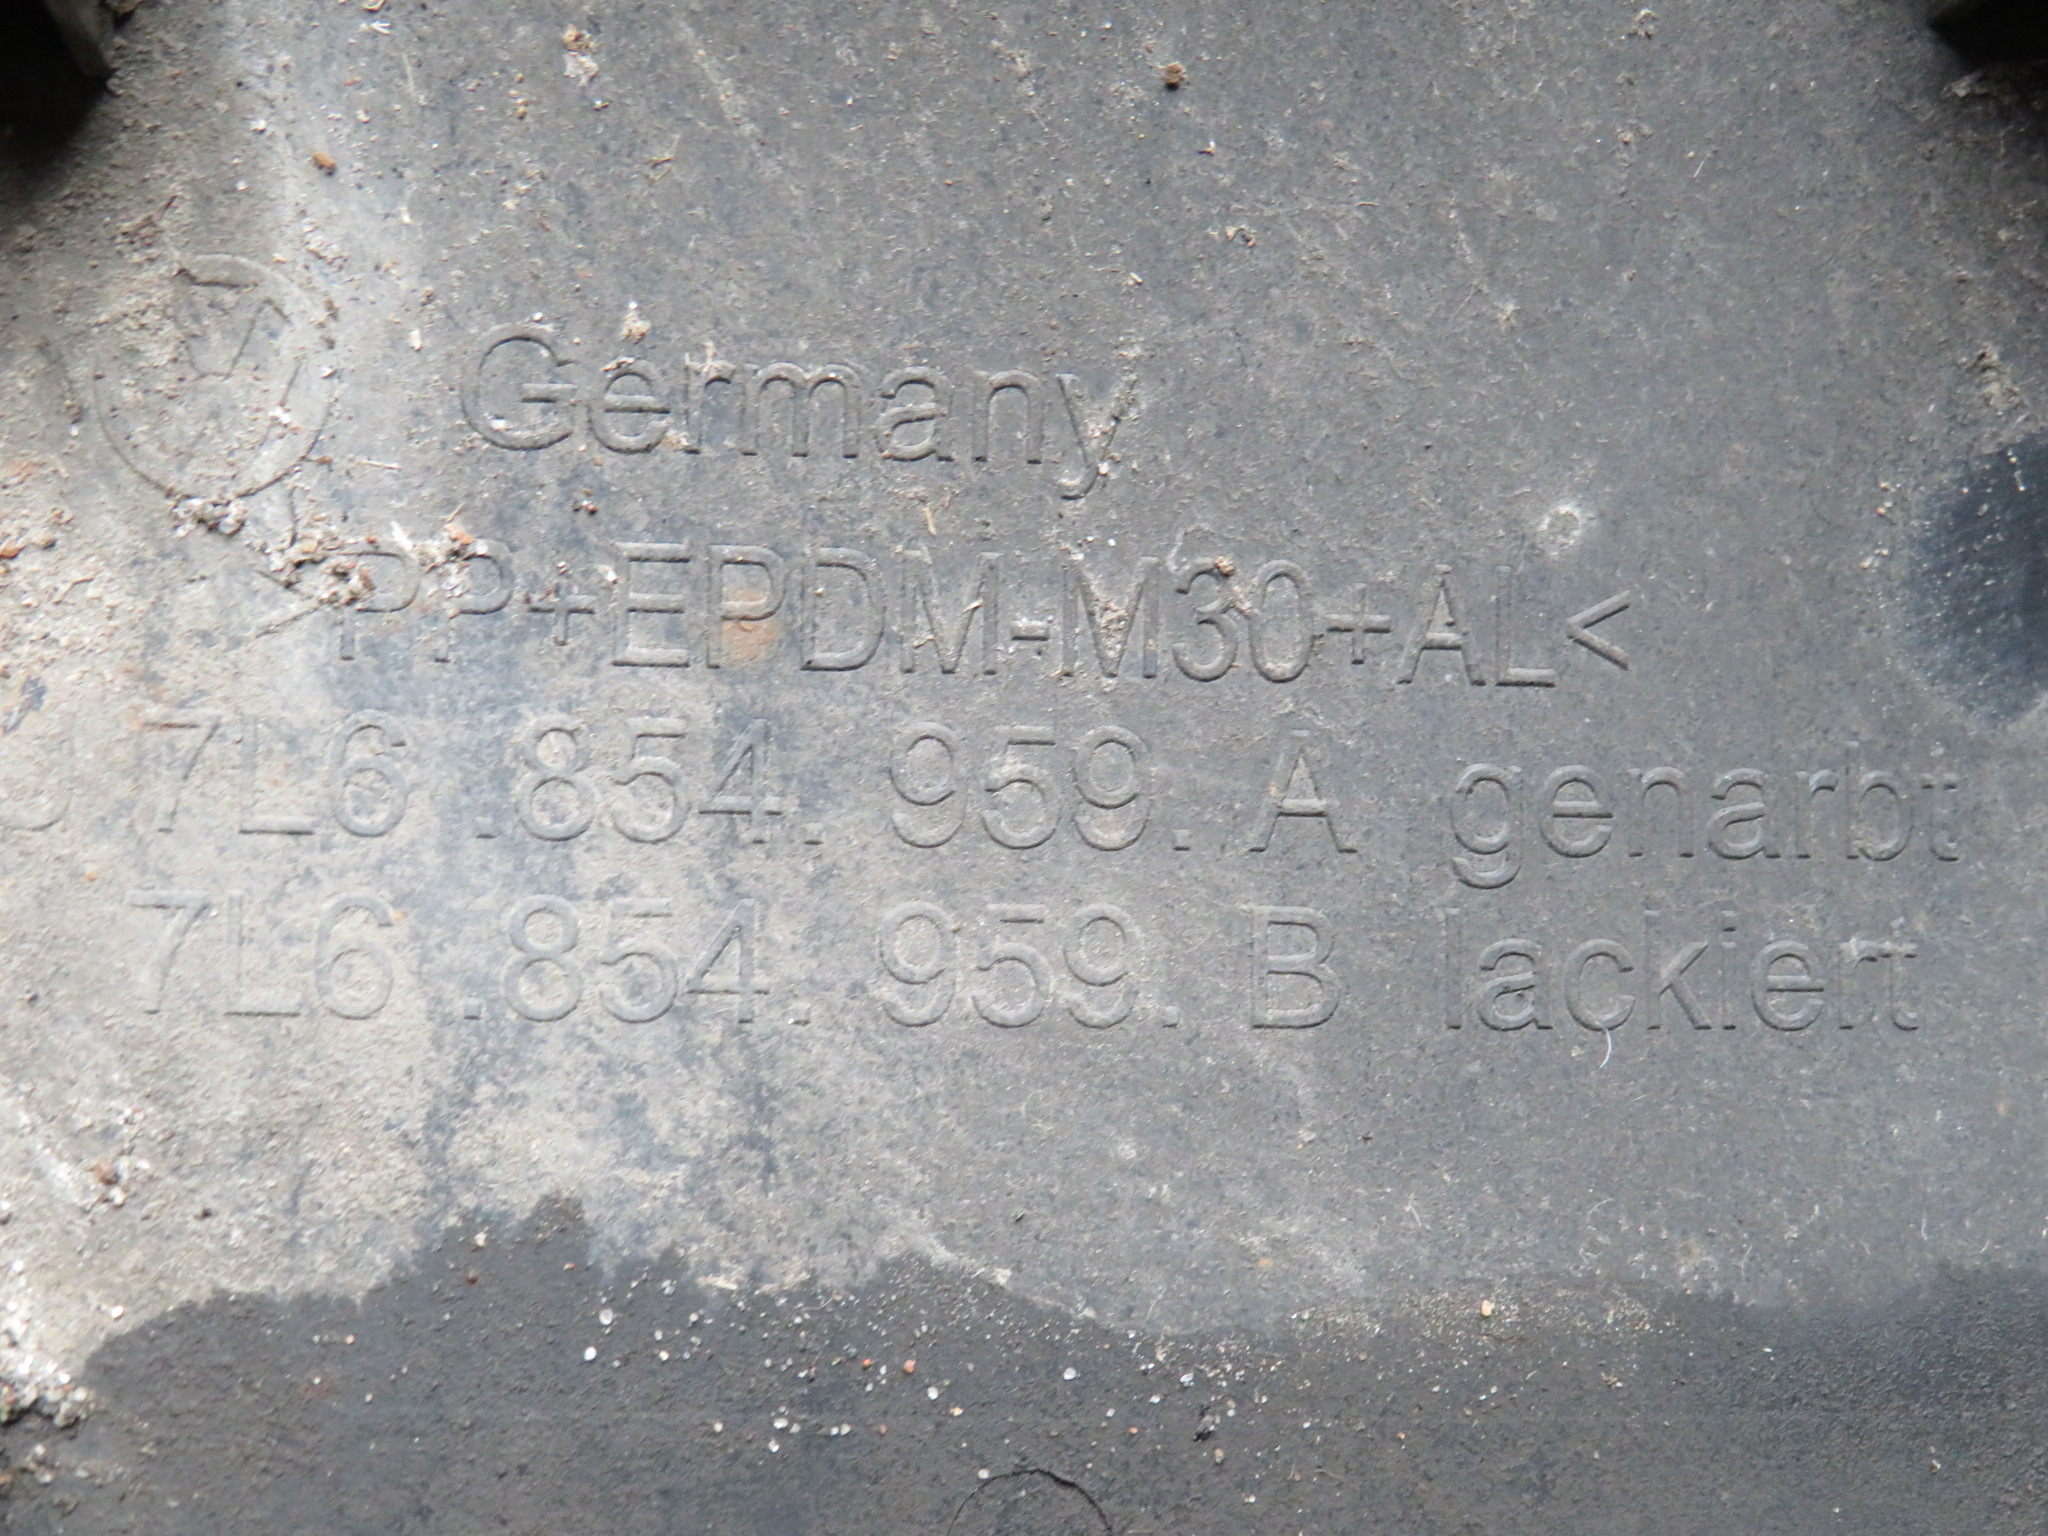 Germany
>PP+EPDM-M30+AL<
7L6.854.959.A genarbt
7L6.854.959.B lackiert